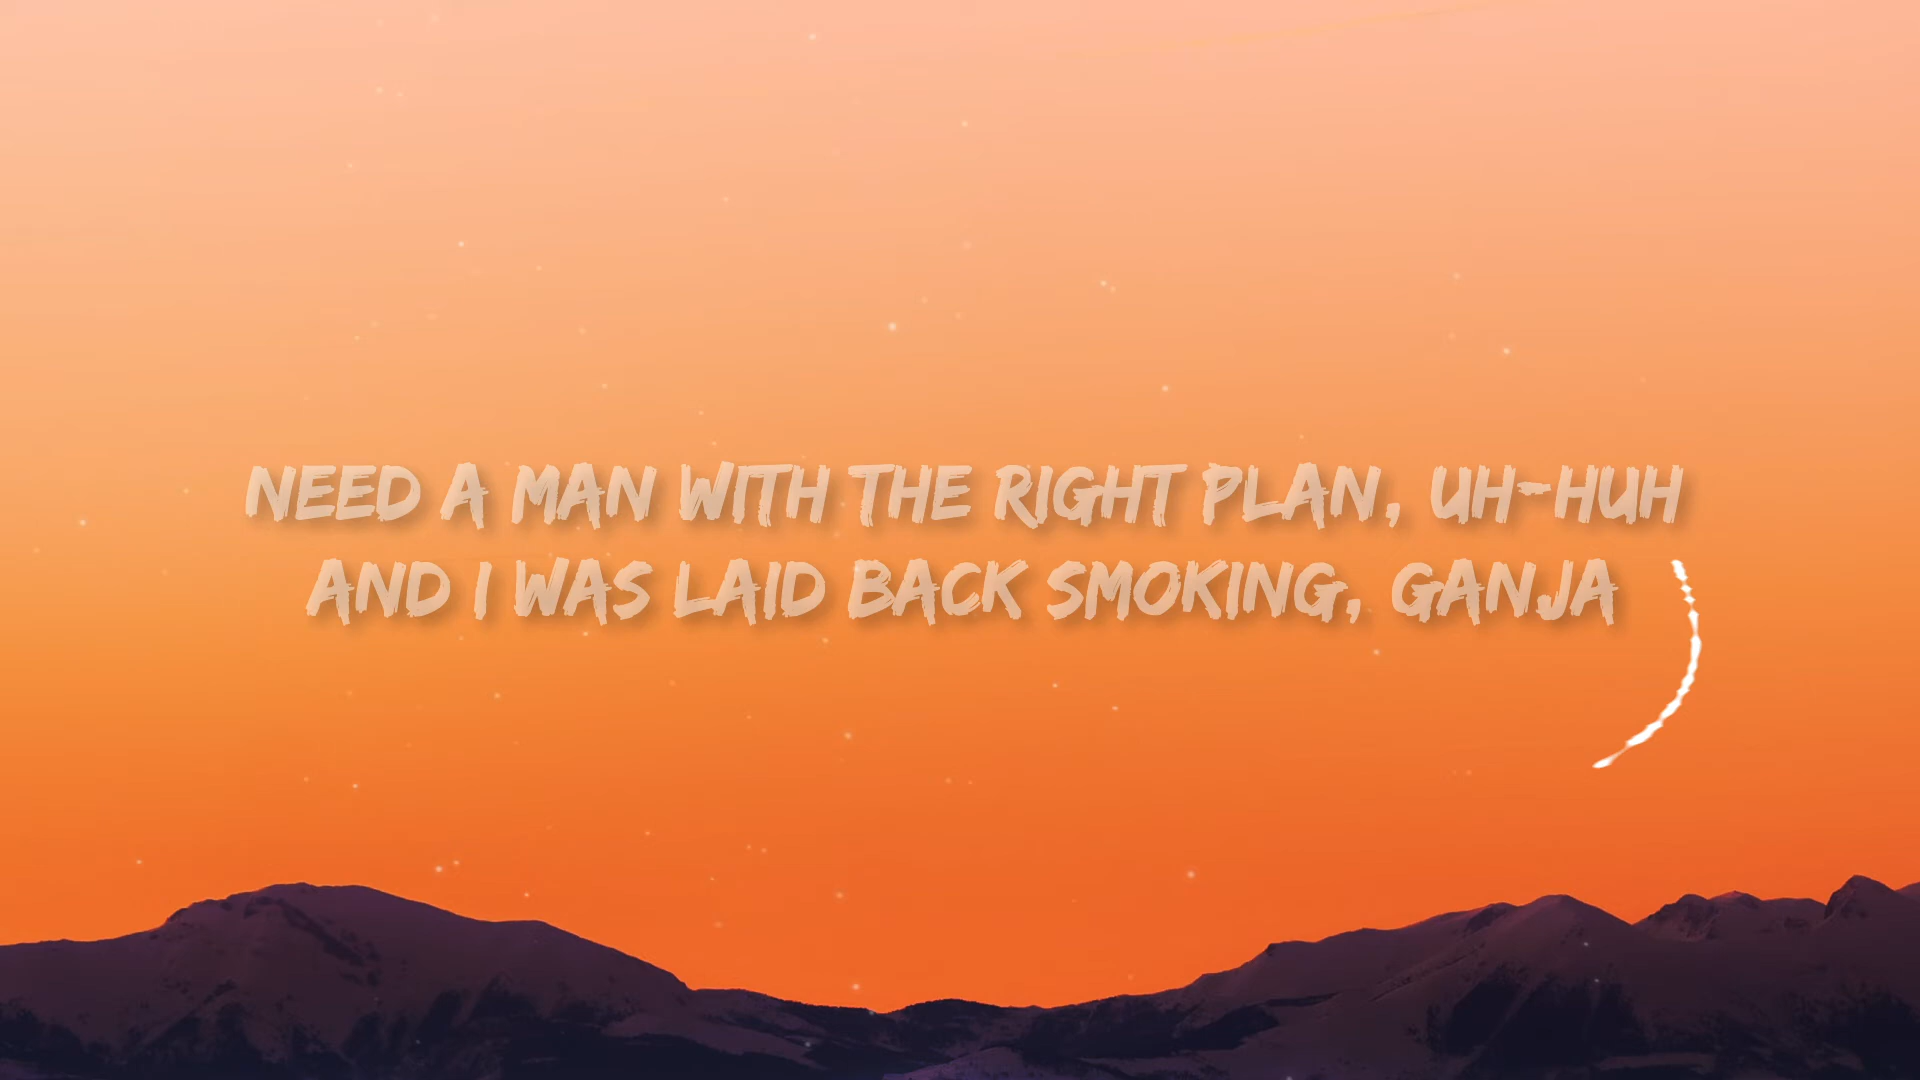 NEED A MAN WITH THE RIGHT PLAN, UH-HUH
AND I WAS LAID BACK SMOKING, GANJA